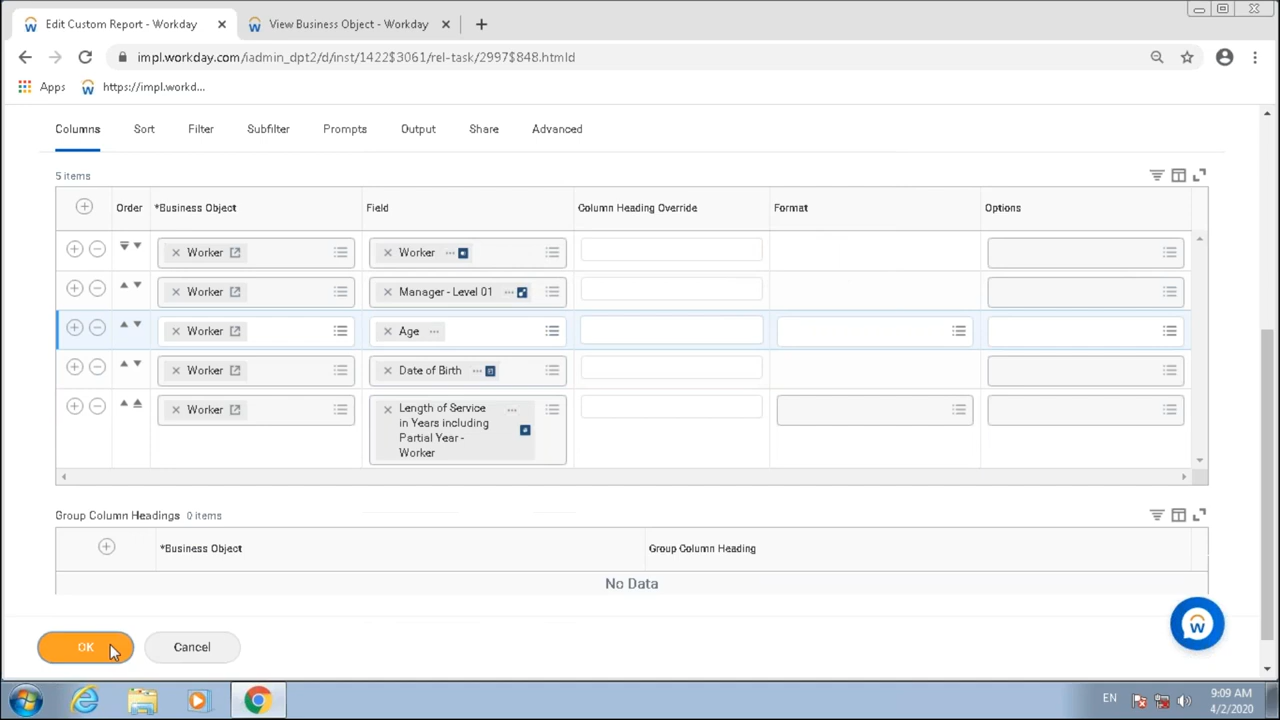 Edit Custom Report - Workday
View Business Object - Workday
impl.workday.com/iadmin_dpt2/d/inst/1422$3061/rel-task/2997$848.htmld
Apps
https://impl.workd...
Columns
Sort
Filter
Subfilter
Prompts
Output
Share
Advanced
5 items
Order
*Business Object
Field
Column Heading Override
Format
Options
Worker
Worker
Worker
Manager - Level 01
Worker
Age
Worker
Date of Birth
Worker
Length of Service
in Years including
Partial Year -
Worker
Group Column Headings 0 items
*Business Object
Group Column Heading
No Data
OK
Cancel
EN
9:09 AM
4/2/2020